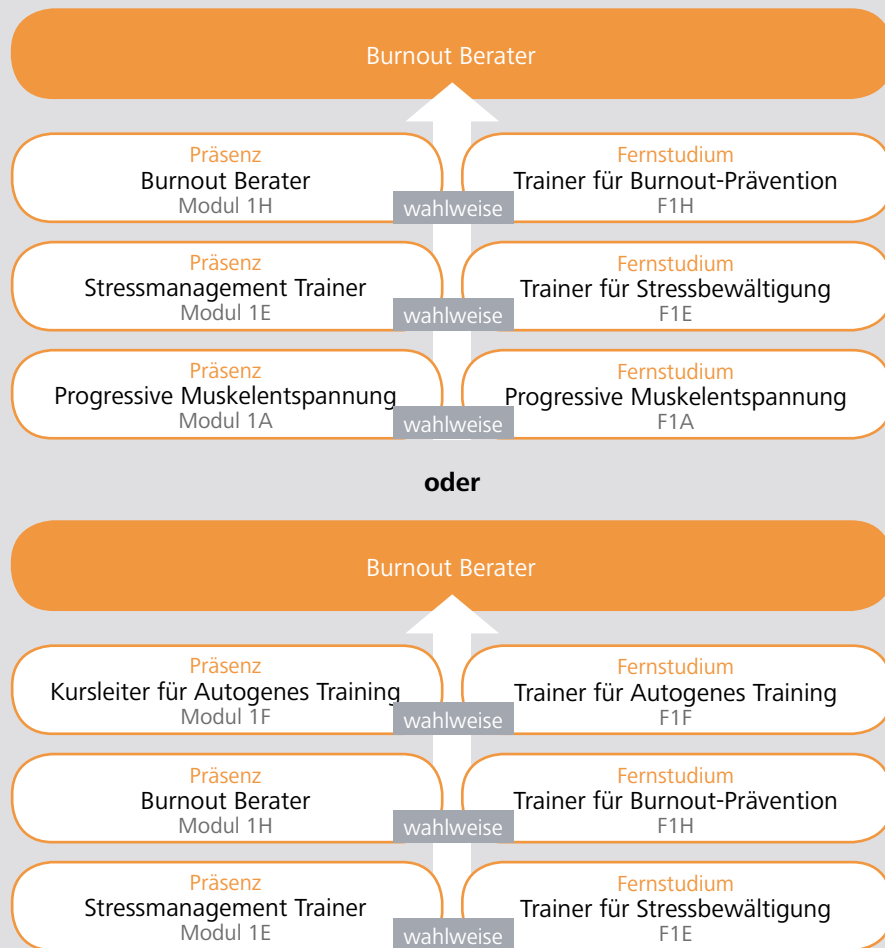 Burnout Berater
Präsenz
Burnout Berater
Modul 1H
wahlweise
Fernstudium
Trainer für Burnout-Prävention
F1H
Präsenz
Stressmanagement Trainer
Modul 1E
wahlweise
Fernstudium
Trainer für Stressbewältigung
F1E
Präsenz
Progressive Muskelentspannung
Modul 1A
wahlweise
Fernstudium
Progressive Muskelentspannung
F1A
oder
Burnout Berater
Präsenz
Kursleiter für Autogenes Training
Modul 1F
wahlweise
Fernstudium
Trainer für Autogenes Training
F1F
Präsenz
Burnout Berater
Modul 1H
wahlweise
Fernstudium
Trainer für Burnout-Prävention
F1H
Präsenz
Stressmanagement Trainer
Modul 1E
wahlweise
Fernstudium
Trainer für Stressbewältigung
F1E